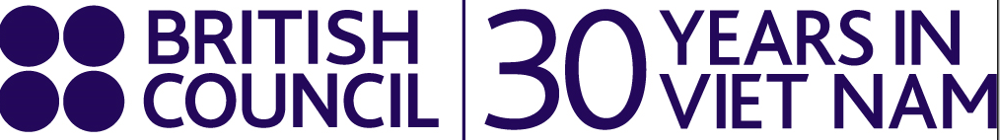 BRITISH
COUNCIL
30 YEARS IN
VIET NAM